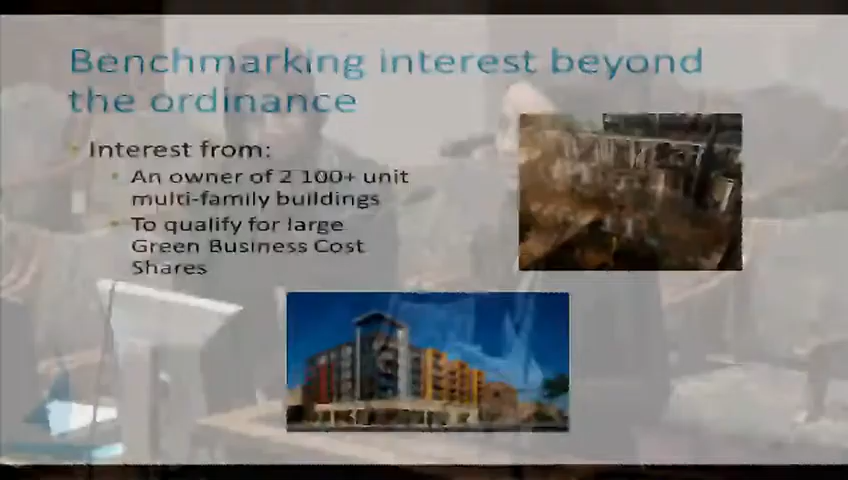 Benchmarking interest beyond
the ordinance
Interest from:
An owner of 2 100+ unit
multi-family buildings
To qualify for large
Green Business Cost
Shares